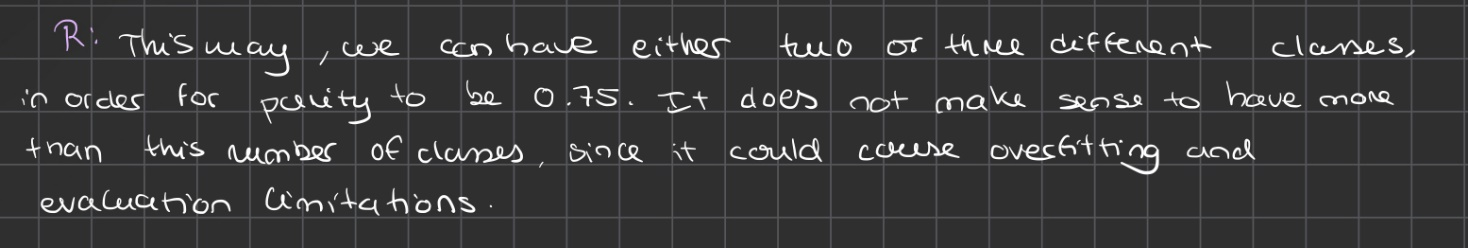 R: This way, we can have either two or three different classes,
in order for purity to be 0.75. It does not make sense to have more
than this number of classes, since it could cause overfitting and
evaluation limitations.